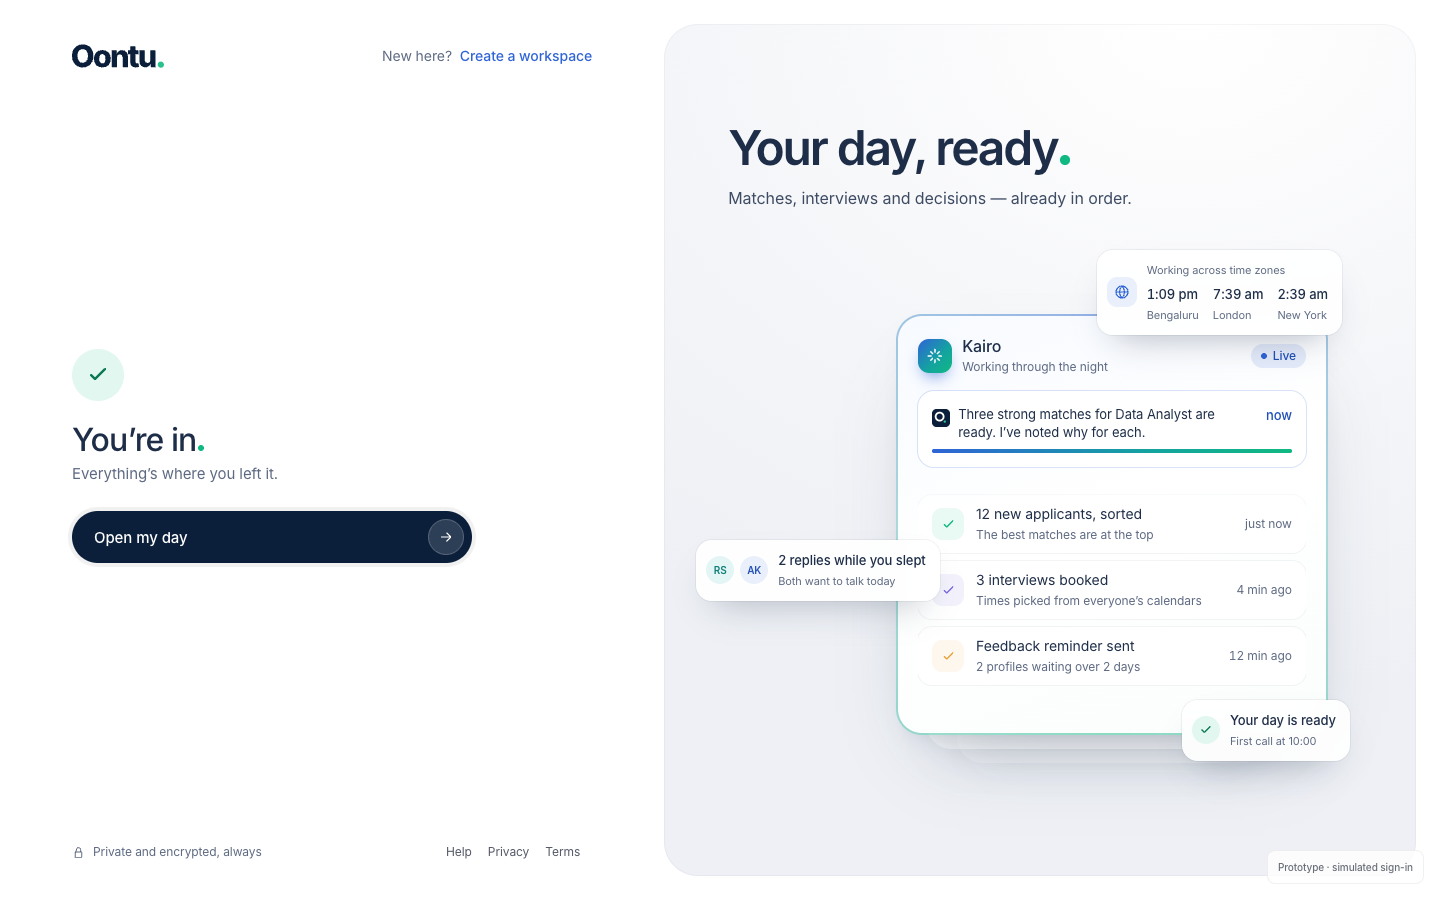 Oontu.
New here? Create a workspace
You’re in.
Everything’s where you left it.
Open my day
Private and encrypted, always
Help Privacy Terms
Your day, ready.
Matches, interviews and decisions — already in order.
Working across time zones
1:09 pm 7:39 am 2:39 am
Bengaluru London New York
Kairo
Working through the night
Live
Three strong matches for Data Analyst are
ready. I’ve noted why for each.
now
12 new applicants, sorted
The best matches are at the top
just now
RS AK
2 replies while you slept
Both want to talk today
3 interviews booked
Times picked from everyone’s calendars
4 min ago
Feedback reminder sent
2 profiles waiting over 2 days
12 min ago
Your day is ready
First call at 10:00
Prototype · simulated sign-in